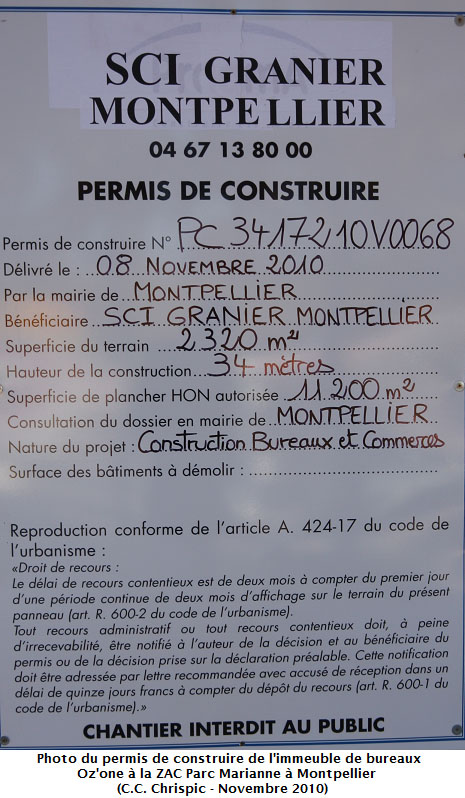 SCI GRANIER
MONTPELLIER
04 67 13 80 00
PERMIS DE CONSTRUIRE
Permis de construire N° PC 34172 10V0068
Délivré le : 08 NOVEMBRE 2010
Par la mairie de MONTPELLIER
Bénéficiaire SCI GRANIER MONTPELLIER
Superficie du terrain 2320 m²
Hauteur de la construction 34 mètres
Superficie de plancher HON autorisée 11 200 m²
Consultation du dossier en mairie de MONTPELLIER
Nature du projet : Construction Bureaux et Commerces
Surface des bâtiments à démolir :
Reproduction conforme de l'article A. 424-17 du code de
l'urbanisme :
«Droit de recours :
Le délai de recours contentieux est de deux mois à compter du premier jour
d'une période continue de deux mois d'affichage sur le terrain du présent
panneau (art. R. 600-2 du code de l'urbanisme).
Tout recours administratif ou tout recours contentieux doit, à peine
d'irrecevabilité, être notifié à l'auteur de la décision et au bénéficiaire du
permis ou de la décision prise sur la déclaration préalable. Cette notification
doit être adressée par lettre recommandée avec accusé de réception dans un
délai de quinze jours francs à compter du dépôt du recours (art. R. 600-1 du
code de l'urbanisme).»
CHANTIER INTERDIT AU PUBLIC
Photo du permis de construire de l'immeuble de bureaux
Oz'one à la ZAC Parc Marianne à Montpellier
(C.C. Chrispic - Novembre 2010)